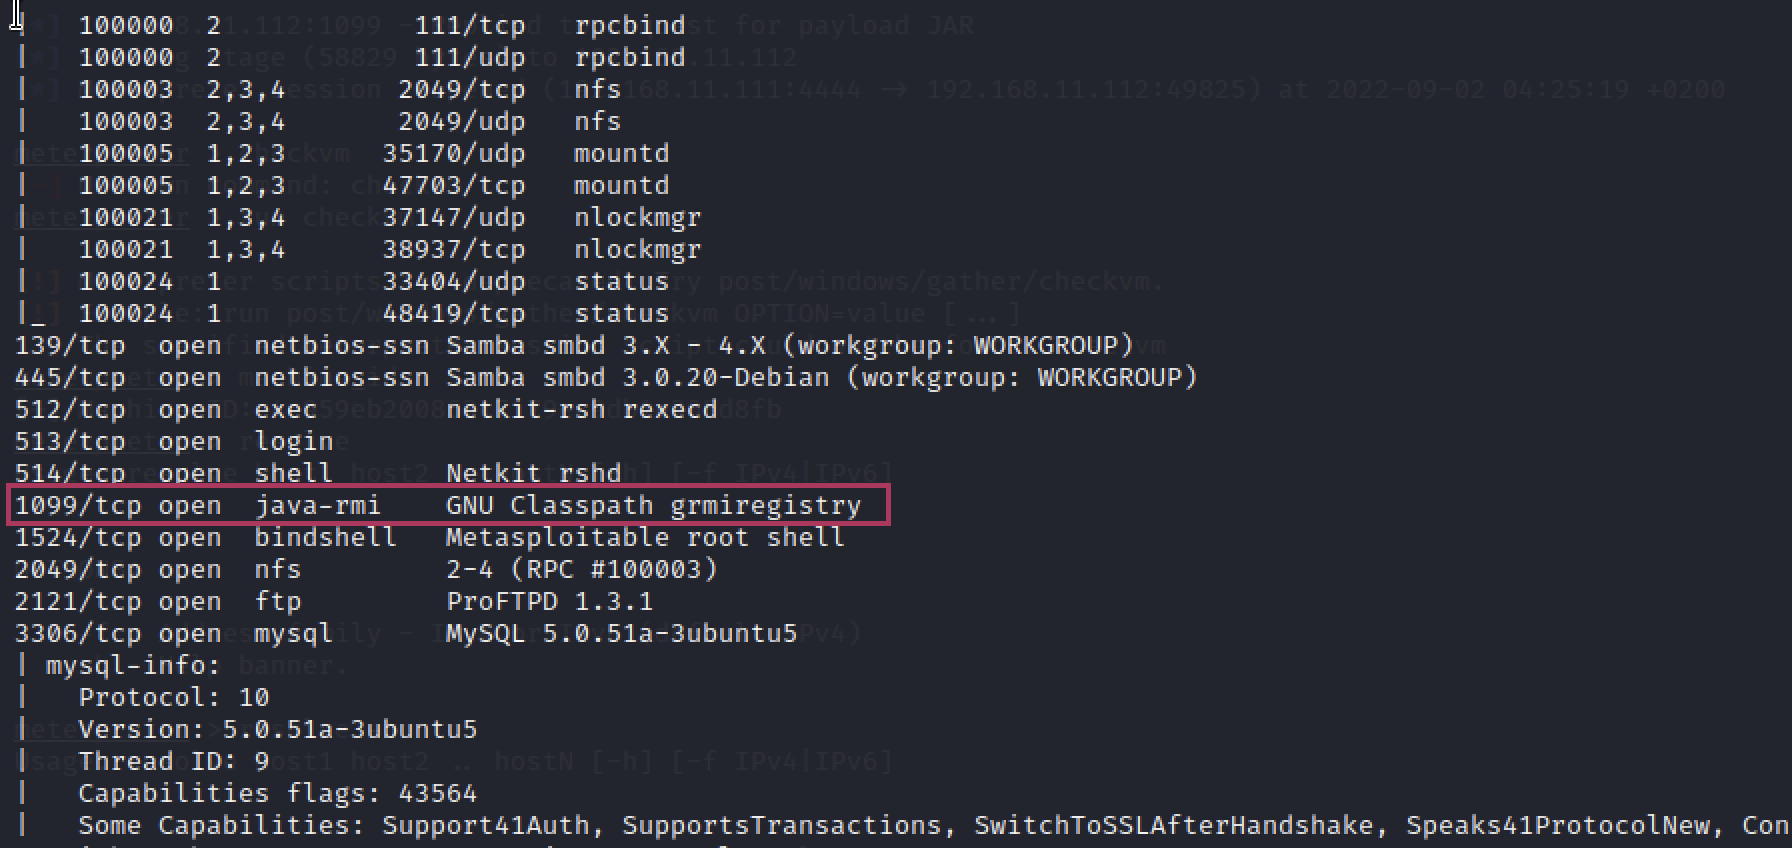 |   100000  2            111/tcp   rpcbind
|   100000  2            111/udp   rpcbind
|   100003  2,3,4       2049/tcp   nfs
|   100003  2,3,4       2049/udp   nfs
|   100005  1,2,3      35170/udp   mountd
|   100005  1,2,3      47703/tcp   mountd
|   100021  1,3,4      37147/udp   nlockmgr
|   100021  1,3,4      38937/tcp   nlockmgr
|   100024  1          33404/udp   status
|_  100024  1          48419/tcp   status
139/tcp  open  netbios-ssn Samba smbd 3.X - 4.X (workgroup: WORKGROUP)
445/tcp  open  netbios-ssn Samba smbd 3.0.20-Debian (workgroup: WORKGROUP)
512/tcp  open  exec        netkit-rsh rexecd
513/tcp  open  login
514/tcp  open  shell       Netkit rshd
1099/tcp open  java-rmi    GNU Classpath grmiregistry
1524/tcp open  bindshell   Metasploitable root shell
2049/tcp open  nfs         2-4 (RPC #100003)
2121/tcp open  ftp         ProFTPD 1.3.1
3306/tcp open  mysql       MySQL 5.0.51a-3ubuntu5
| mysql-info:
|   Protocol: 10
|   Version: 5.0.51a-3ubuntu5
|   Thread ID: 9
|   Capabilities flags: 43564
|   Some Capabilities: Support41Auth, SupportsTransactions, SwitchToSSLAfterHandshake, Speaks41ProtocolNew, Con